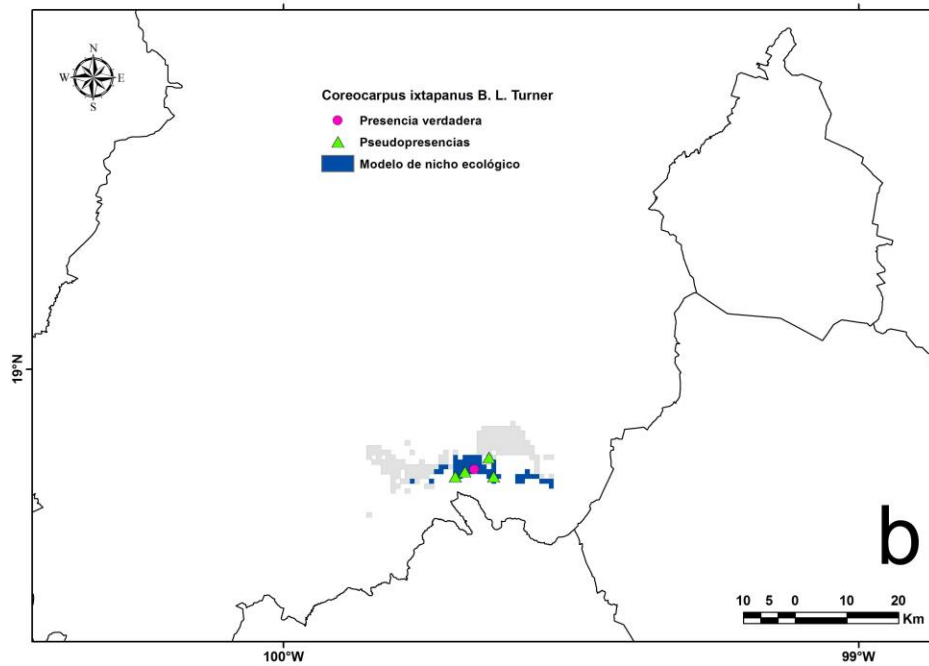 N
W E
S
Coreocarpus ixtapanus B. L. Turner
Presencia verdadera
Pseudopresencias
Modelo de nicho ecológico
19°N
b
10 5 0 10 20
Km
100°W 99°W